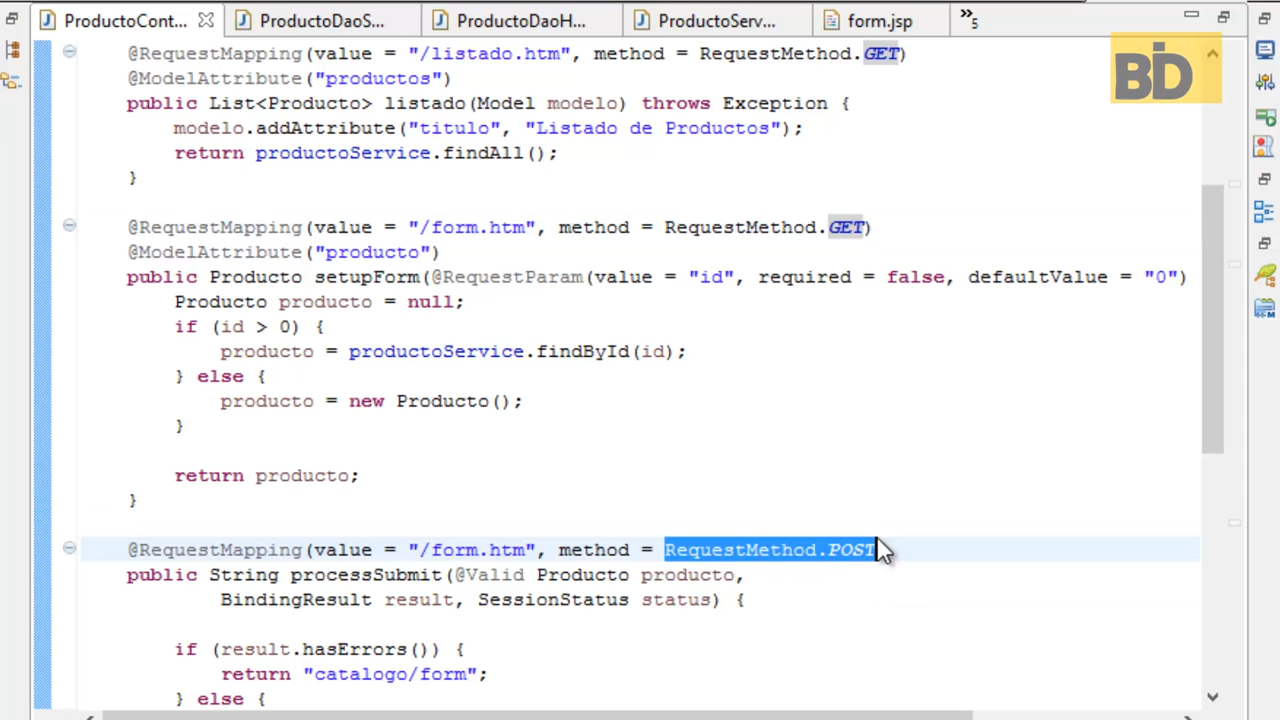 ProductoCont... ProductoDaoS... ProductoDaoH... ProductoServ... form.jsp »5
BID
@RequestMapping(value = "/listado.htm", method = RequestMethod.GET)
@ModelAttribute("productos")
public List<Producto> listado(Model modelo) throws Exception {
modelo.addAttribute("titulo", "Listado de Productos");
return productoService.findAll();
}
@RequestMapping(value = "/form.htm", method = RequestMethod.GET)
@ModelAttribute("producto")
public Producto setupForm(@RequestParam(value = "id", required = false, defaultValue = "0")
Producto producto = null;
if (id > 0) {
producto = productoService.findById(id);
} else {
producto = new Producto();
}
return producto;
}
@RequestMapping(value = "/form.htm", method = RequestMethod.POST
public String processSubmit(@Valid Producto producto,
BindingResult result, SessionStatus status) {
if (result.hasErrors()) {
return "catalogo/form";
} else {